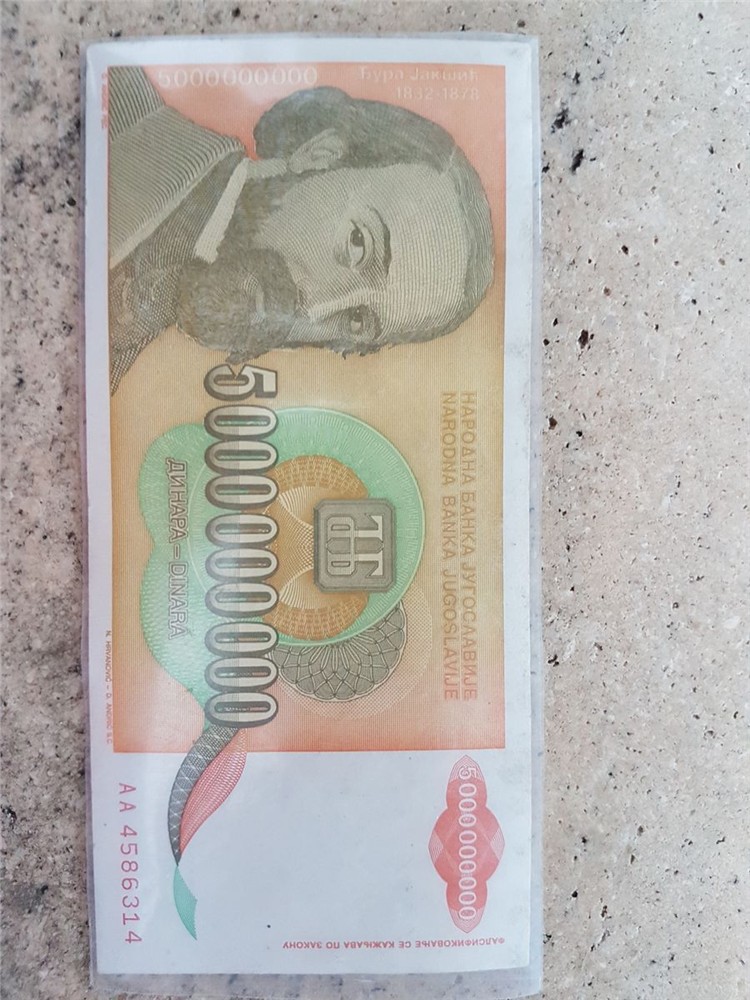 5000000000
Ђура Јакшић
1832-1878
НАРОДНА БАНКА ЈУГОСЛАВИЈЕ
NARODNA BANKA JUGOSLAVIJE
5000000000
ДИНАРА – DINARA
5000000000
ФАЛСИФИКОВАЊЕ СЕ КАЖЊАВА ПО ЗАКОНУ
AA 4586314